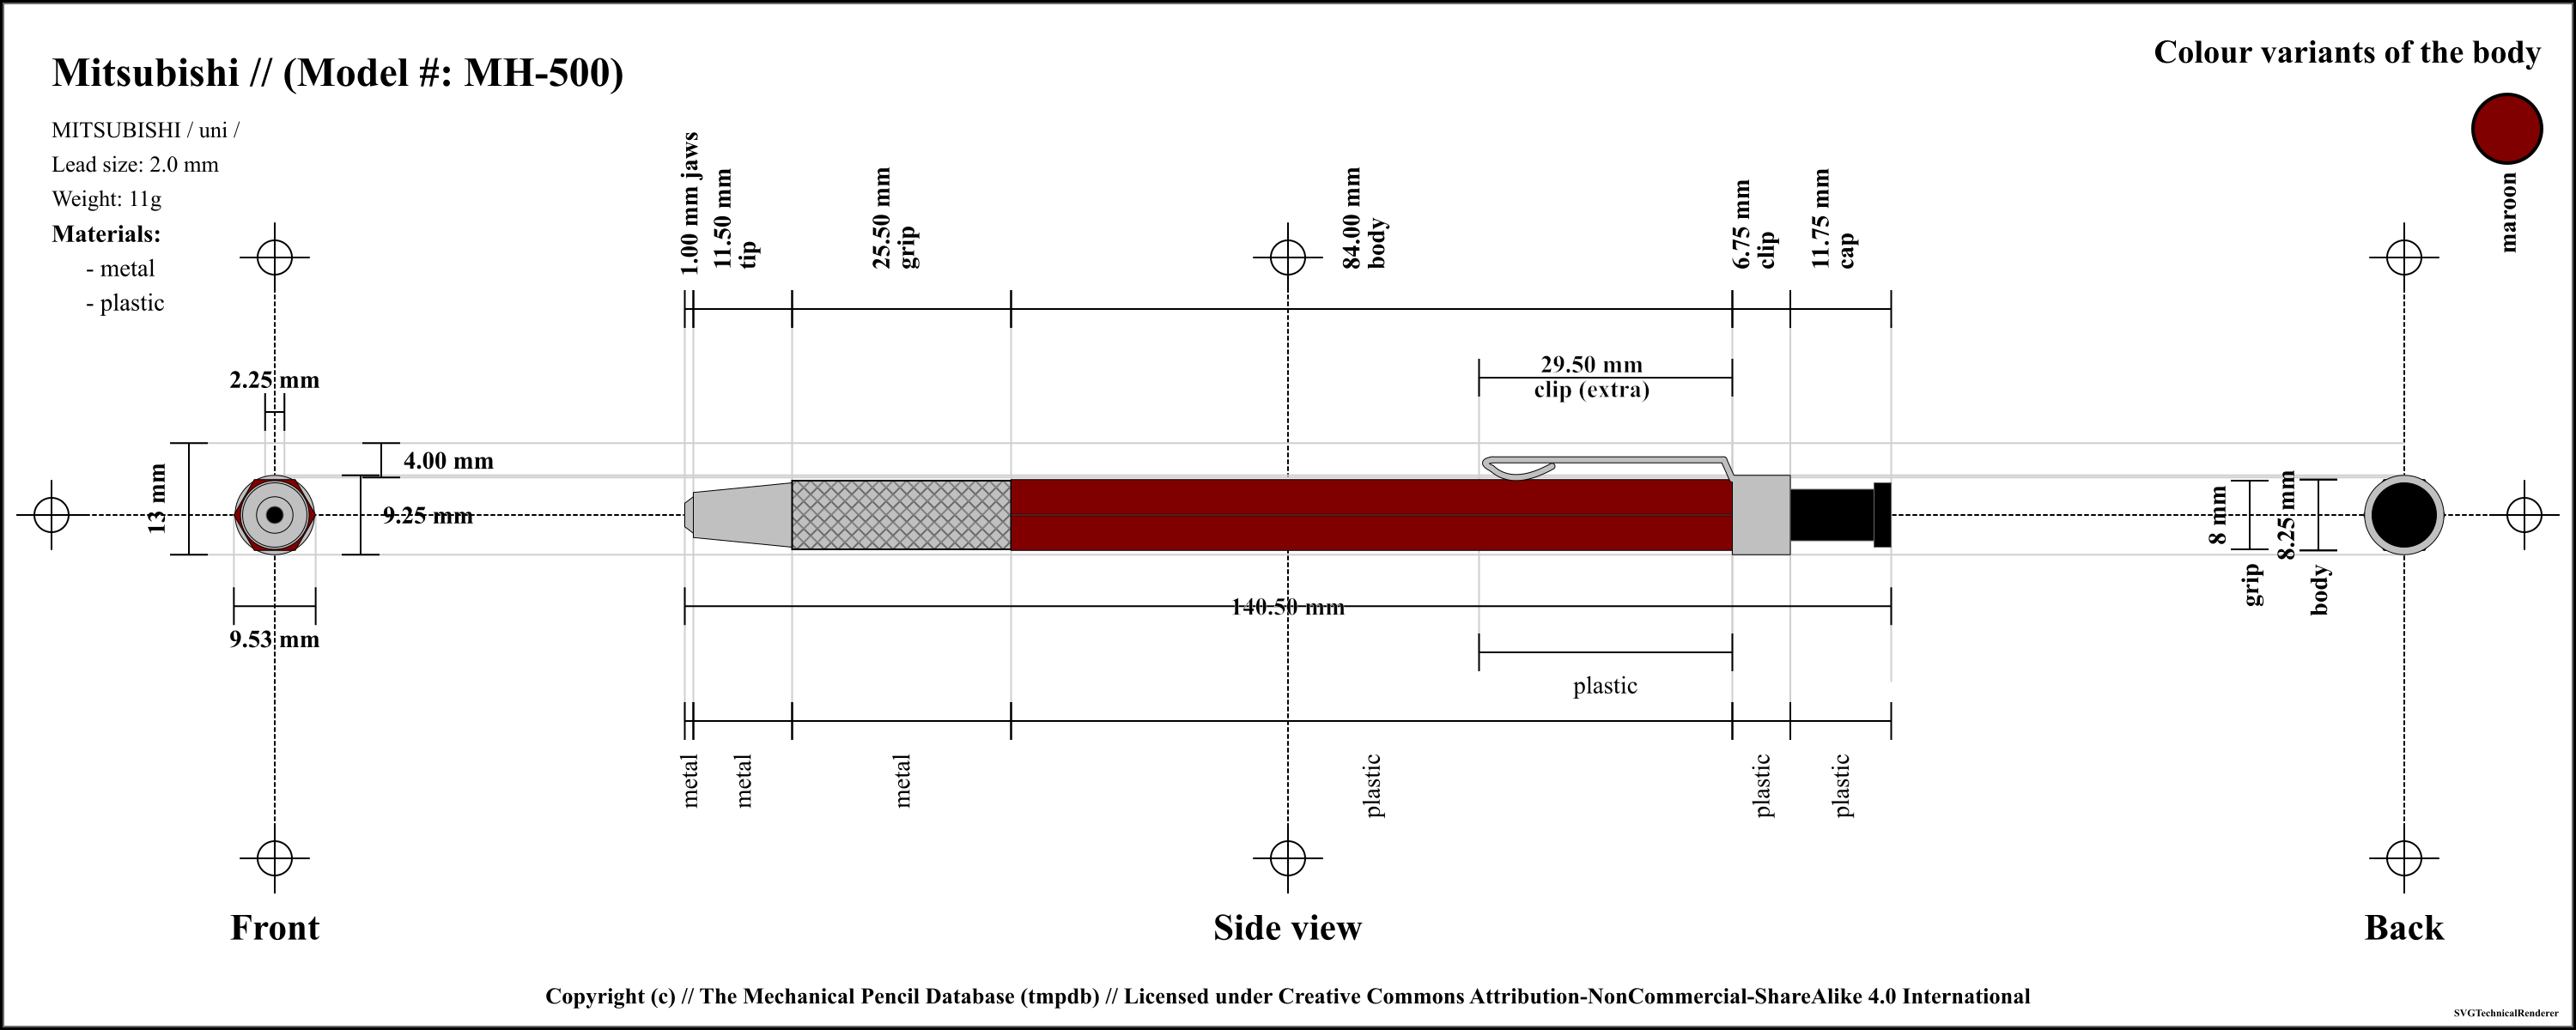 Mitsubishi // (Model #: MH-500)
Colour variants of the body
MITSUBISHI / uni /
Lead size: 2.0 mm
Weight: 11g
Materials:
- metal
- plastic
maroon
1.00 mm jaws
11.50 mm
tip
25.50 mm
grip
84.00 mm
body
6.75 mm
clip
11.75 mm
cap
29.50 mm
clip (extra)
2.25 mm
4.00 mm
13 mm
9.25 mm
9.53 mm
8 mm
grip
8.25 mm
body
140.50 mm
plastic
metal
metal
metal
plastic
plastic
plastic
Front
Side view
Back
Copyright (c) // The Mechanical Pencil Database (tmpdb) // Licensed under Creative Commons Attribution-NonCommercial-ShareAlike 4.0 International
SVGTechnicalRenderer